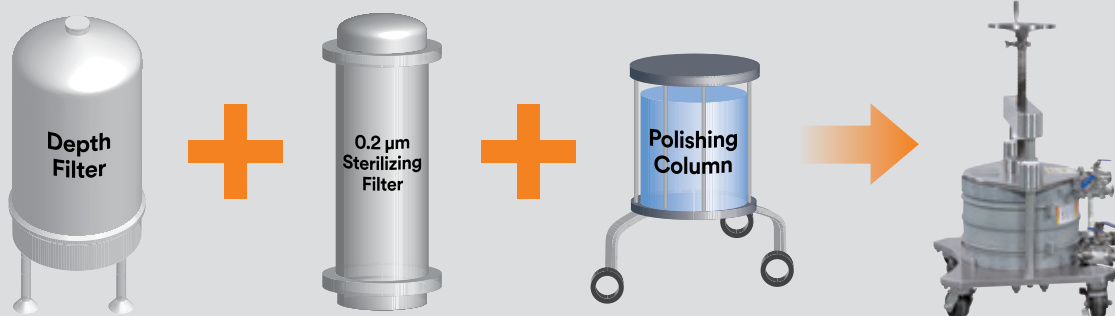 Depth
Filter
0.2 µm
Sterilizing
Filter
Polishing
Column